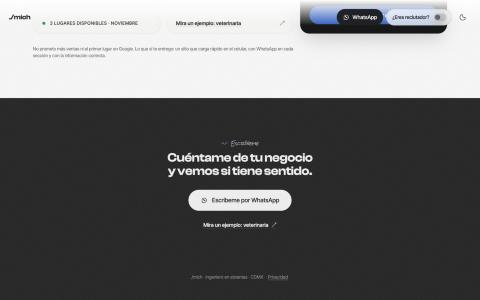 ./mich
WhatsApp
¿Eres reclutador?
3 LUGARES DISPONIBLES · NOVIEMBRE
Mira un ejemplo: veterinaria
No prometo más ventas ni el primer lugar en Google. Lo que sí te entrego: un sitio que carga rápido en el celular, con WhatsApp en cada
sección y con la información correcta.
Escríbeme
Cuéntame de tu negocio
y vemos si tiene sentido.
Escríbeme por WhatsApp
Mira un ejemplo: veterinaria
./mich · Ingeniero en sistemas · CDMX · Privacidad